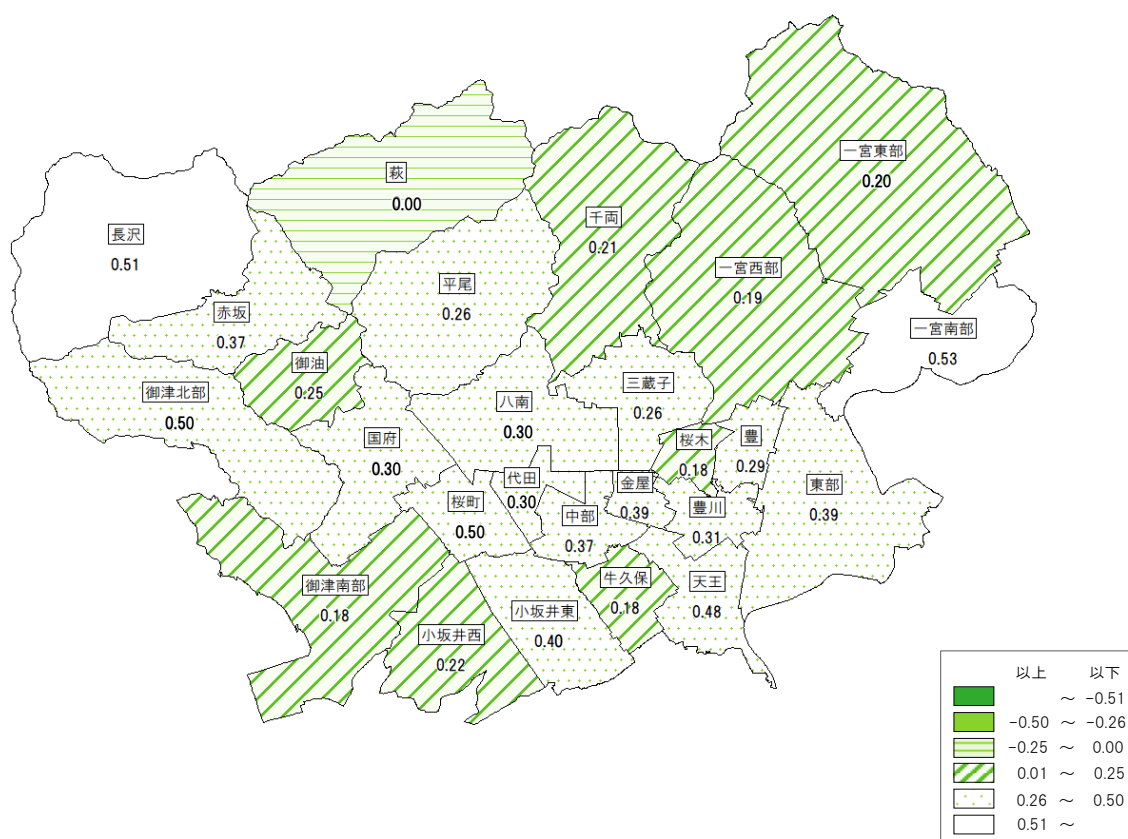 一宮東部
0.20
萩
0.00
千両
0.21
長沢
0.51
一宮西部
0.19
平尾
0.26
赤坂
0.37
一宮南部
0.53
御油
0.25
三蔵子
0.26
御津北部
0.50
八南
0.30
国府
0.30
桜木
0.18
豊
0.29
代田
0.30
金屋
0.39
東部
0.39
桜町
0.50
中部
0.37
豊川
0.31
御津南部
0.18
牛久保
0.18
天王
0.48
小坂井東
0.40
小坂井西
0.22
以上 以下
～ -0.51
-0.50 ～ -0.26
-0.25 ～ 0.00
0.01 ～ 0.25
0.26 ～ 0.50
0.51 ～